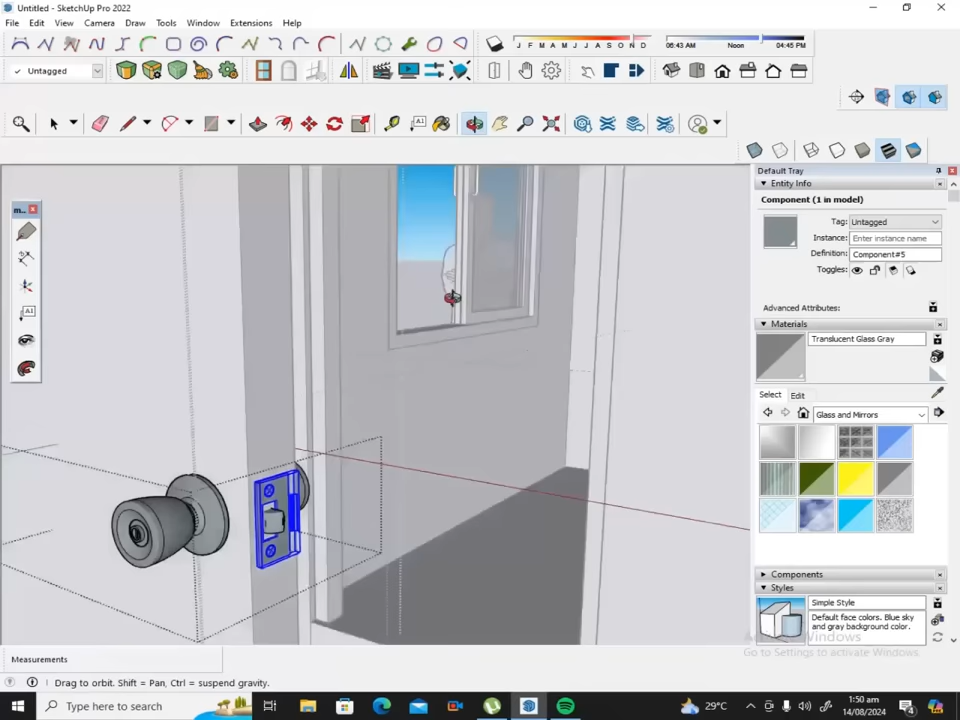 Untitled - SketchUp Pro 2022
File Edit View Camera Draw Tools Window Extensions Help
J F M A M J J A S O N D 06:43 AM Noon 04:45 PM
Untagged
Default Tray
Entity Info
Component (1 in model)
Tag: Untagged
Instance: Enter instance name
Definition: Component#5
Toggles:
Advanced Attributes:
Materials
Translucent Glass Gray
Select Edit
Glass and Mirrors
Components
Styles
Simple Style
Default face colors. Blue sky
and gray background color.
Activate Windows
Go to Settings to activate Windows.
Measurements
Drag to orbit. Shift = Pan, Ctrl = suspend gravity.
Type here to search
29°C
1:50 am
14/08/2024
4